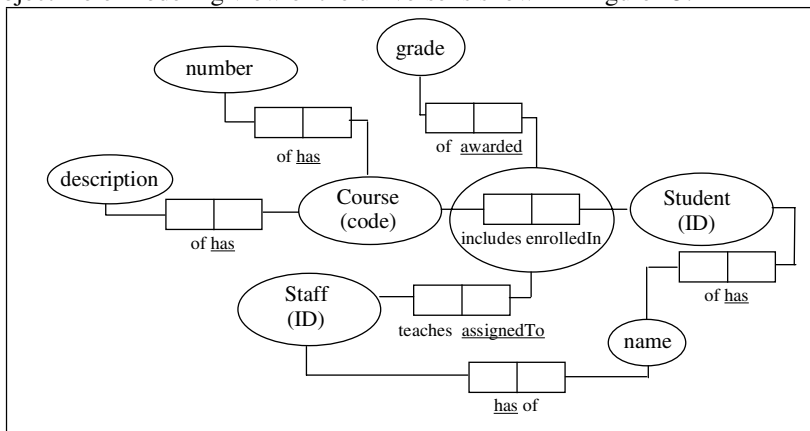 grade
number
of awarded
of has
description
Course
(code)
Student
(ID)
of has
includes enrolledIn
Staff
(ID)
of has
teaches assignedTo
name
has of